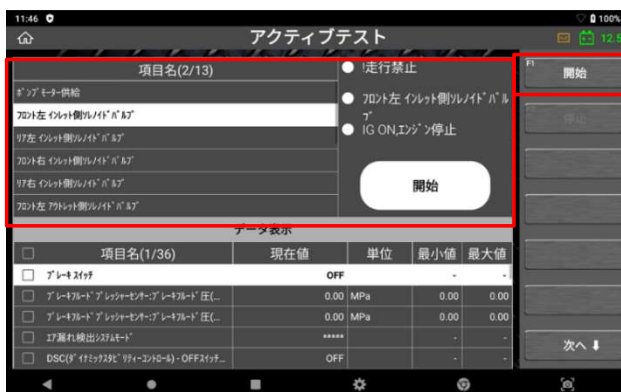 11:46
100%
アクティブテスト
12.5
項目名(2/13)
ポンプモーター供給
フロント左 インレット側ソレノイドバルブ
リア左 インレット側ソレノイドバルブ
フロント右 インレット側ソレノイドバルブ
リア右 インレット側ソレノイドバルブ
フロント左 アウトレット側ソレノイドバルブ
!走行禁止
フロント左 インレット側ソレノイドバル
ブ
IG ON,エンジン停止
開始
F1
開始
停止
次へ
データ表示
項目名(1/36) 現在値 単位 最小値 最大値
ブレーキスイッチ OFF - -
ブレーキフルードプレッシャーセンサー:ブレーキフルード圧(... 0.00 MPa 0.00 0.00
ブレーキフルードプレッシャーセンサー:ブレーキフルード圧(... 0.00 MPa 0.00 0.00
エア漏れ検出システムモード ***** - -
DSC(ダイナミックスタビリティーコントロール) - OFFスイッチ... OFF - -